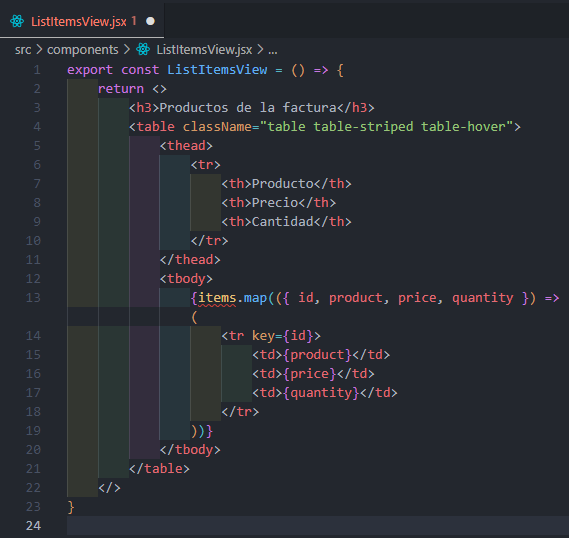 ListItemsView.jsx 1 ●
src > components > ListItemsView.jsx > ...
1 export const ListItemsView = () => {
2     return <>
3         <h3>Productos de la factura</h3>
4         <table className="table table-striped table-hover">
5             <thead>
6                 <tr>
7                     <th>Producto</th>
8                     <th>Precio</th>
9                     <th>Cantidad</th>
10                 </tr>
11             </thead>
12             <tbody>
13                 {items.map(({ id, product, price, quantity }) =>
                (
14                     <tr key={id}>
15                         <td>{product}</td>
16                         <td>{price}</td>
17                         <td>{quantity}</td>
18                     </tr>
19                 ))}
20             </tbody>
21         </table>
22     </>
23 }
24